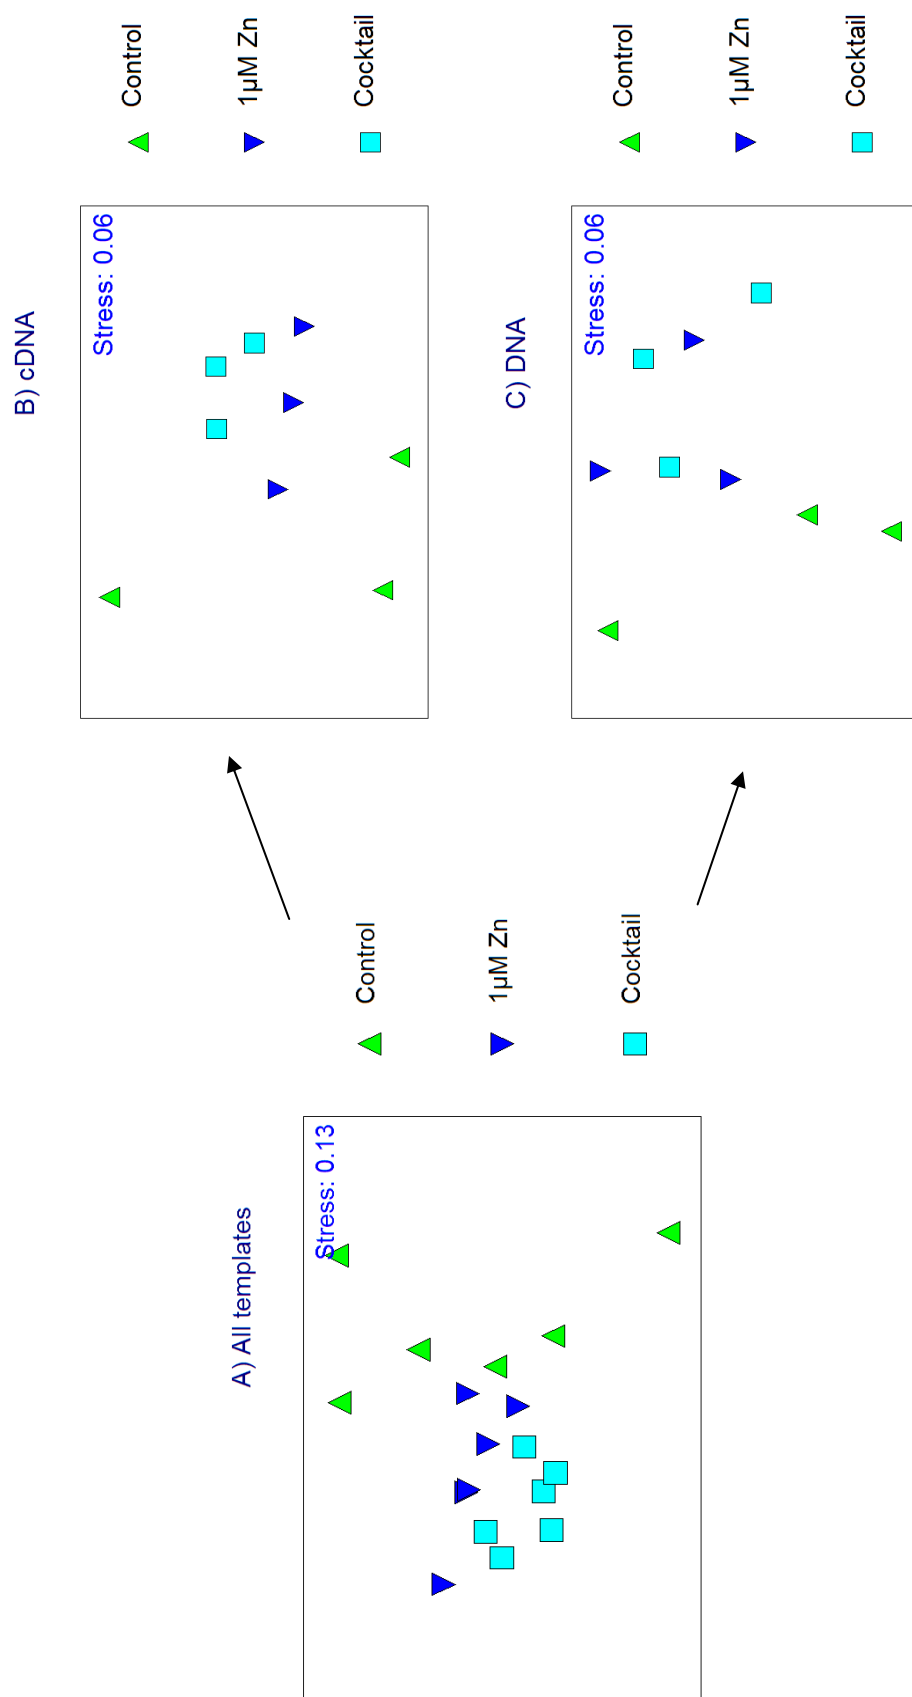 A) All templates
Stress: 0.13
Control
1µM Zn
Cocktail
B) cDNA
Stress: 0.06
Control
1µM Zn
Cocktail
C) DNA
Stress: 0.06
Control
1µM Zn
Cocktail